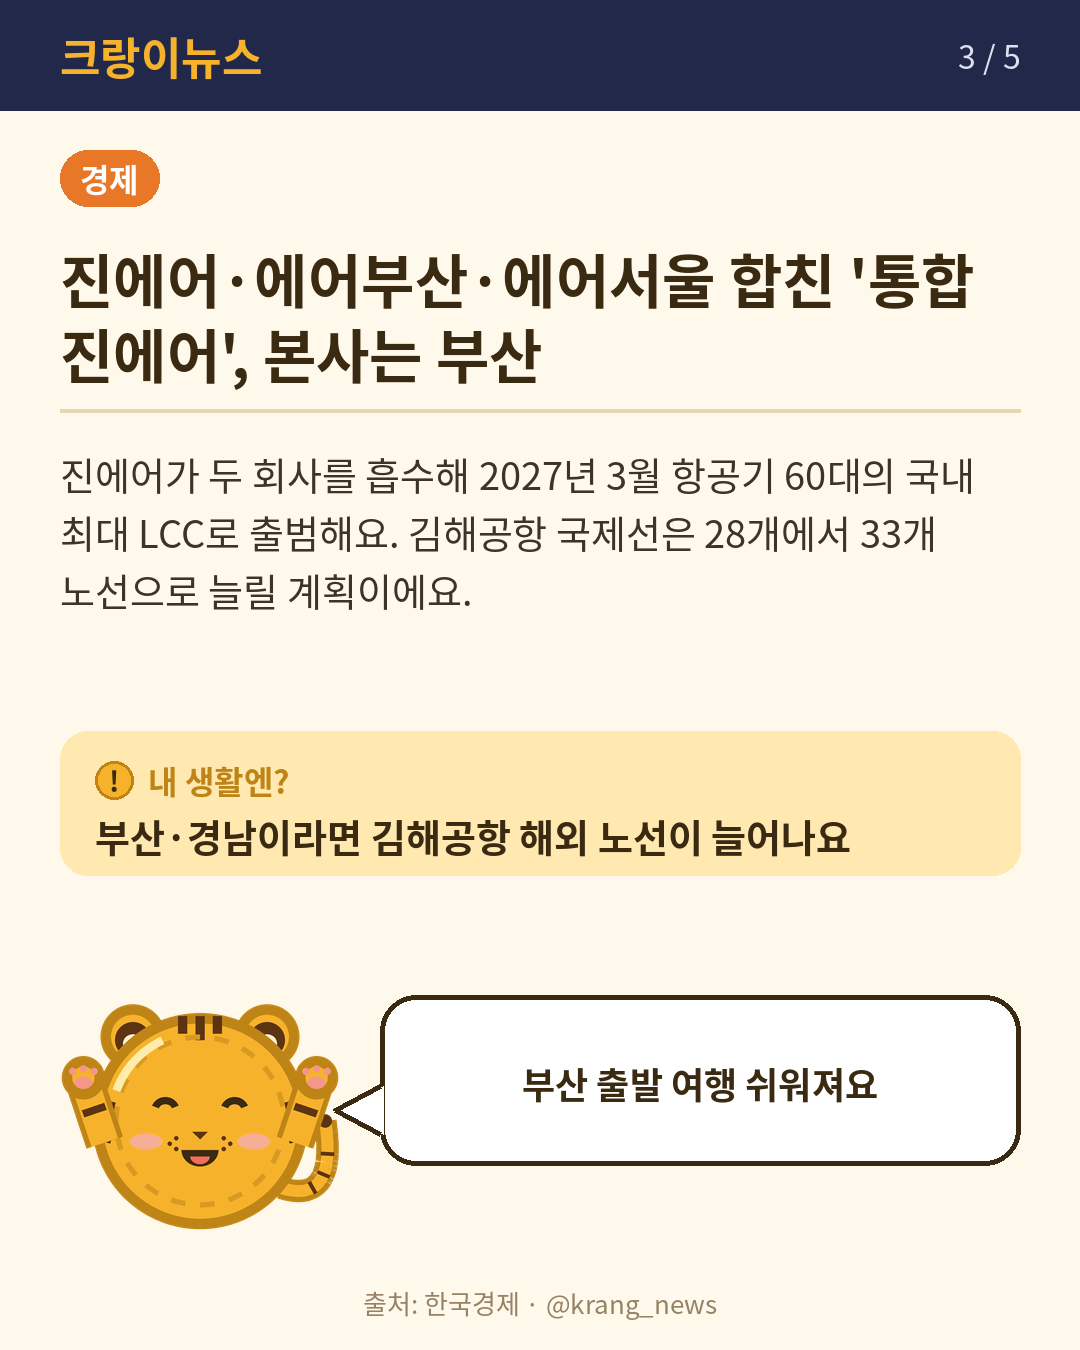 크랑이뉴스
3 / 5
경제
진에어·에어부산·에어서울 합친 '통합
진에어', 본사는 부산
진에어가 두 회사를 흡수해 2027년 3월 항공기 60대의 국내
최대 LCC로 출범해요. 김해공항 국제선은 28개에서 33개
노선으로 늘릴 계획이에요.
! 내 생활엔?
부산·경남이라면 김해공항 해외 노선이 늘어나요
부산 출발 여행 쉬워져요
출처: 한국경제 · @krang_news